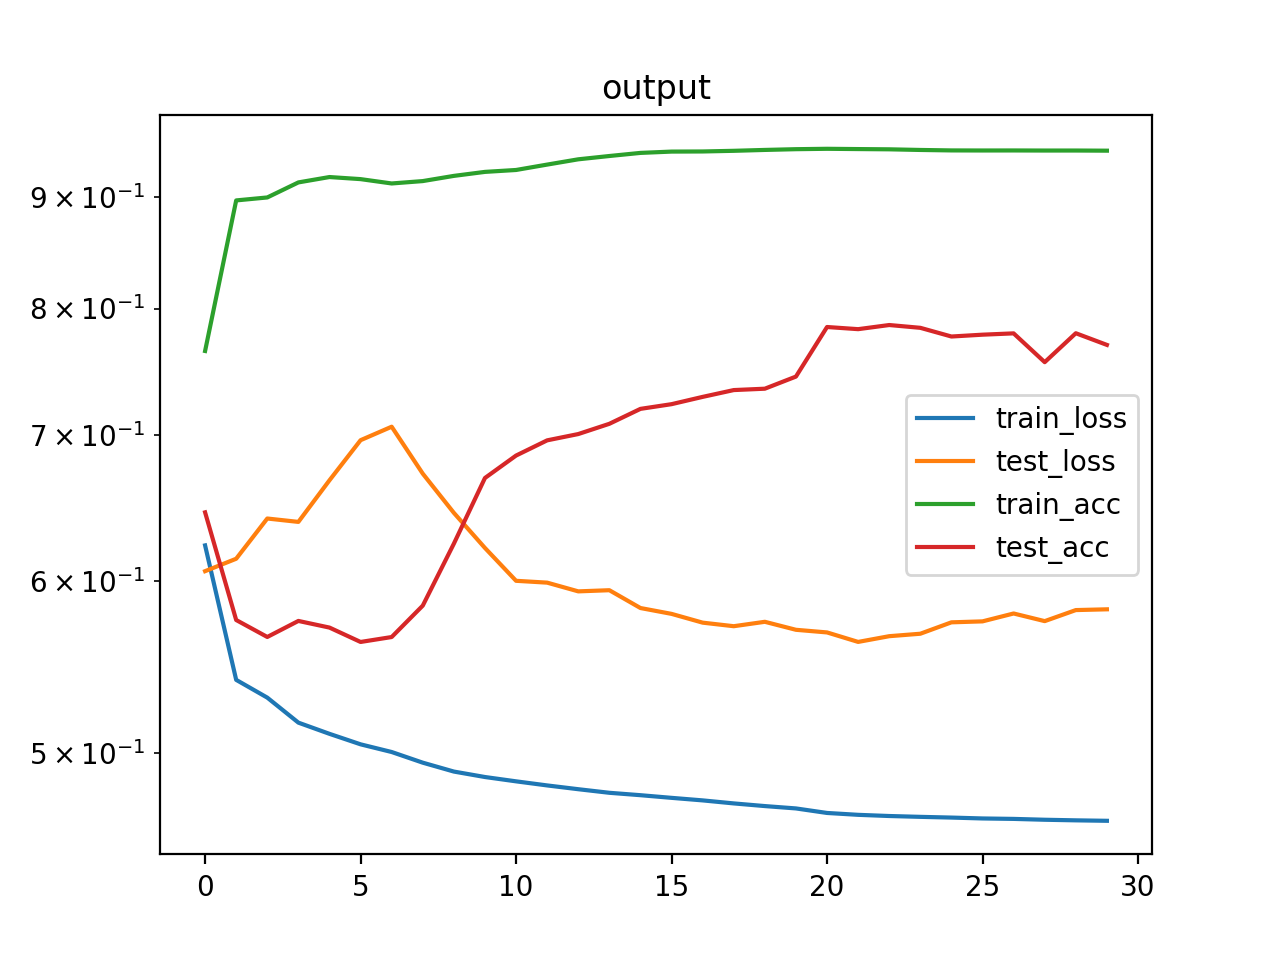 output
9 × 10⁻¹
8 × 10⁻¹
7 × 10⁻¹
6 × 10⁻¹
5 × 10⁻¹
train_loss
test_loss
train_acc
test_acc
0 5 10 15 20 25 30